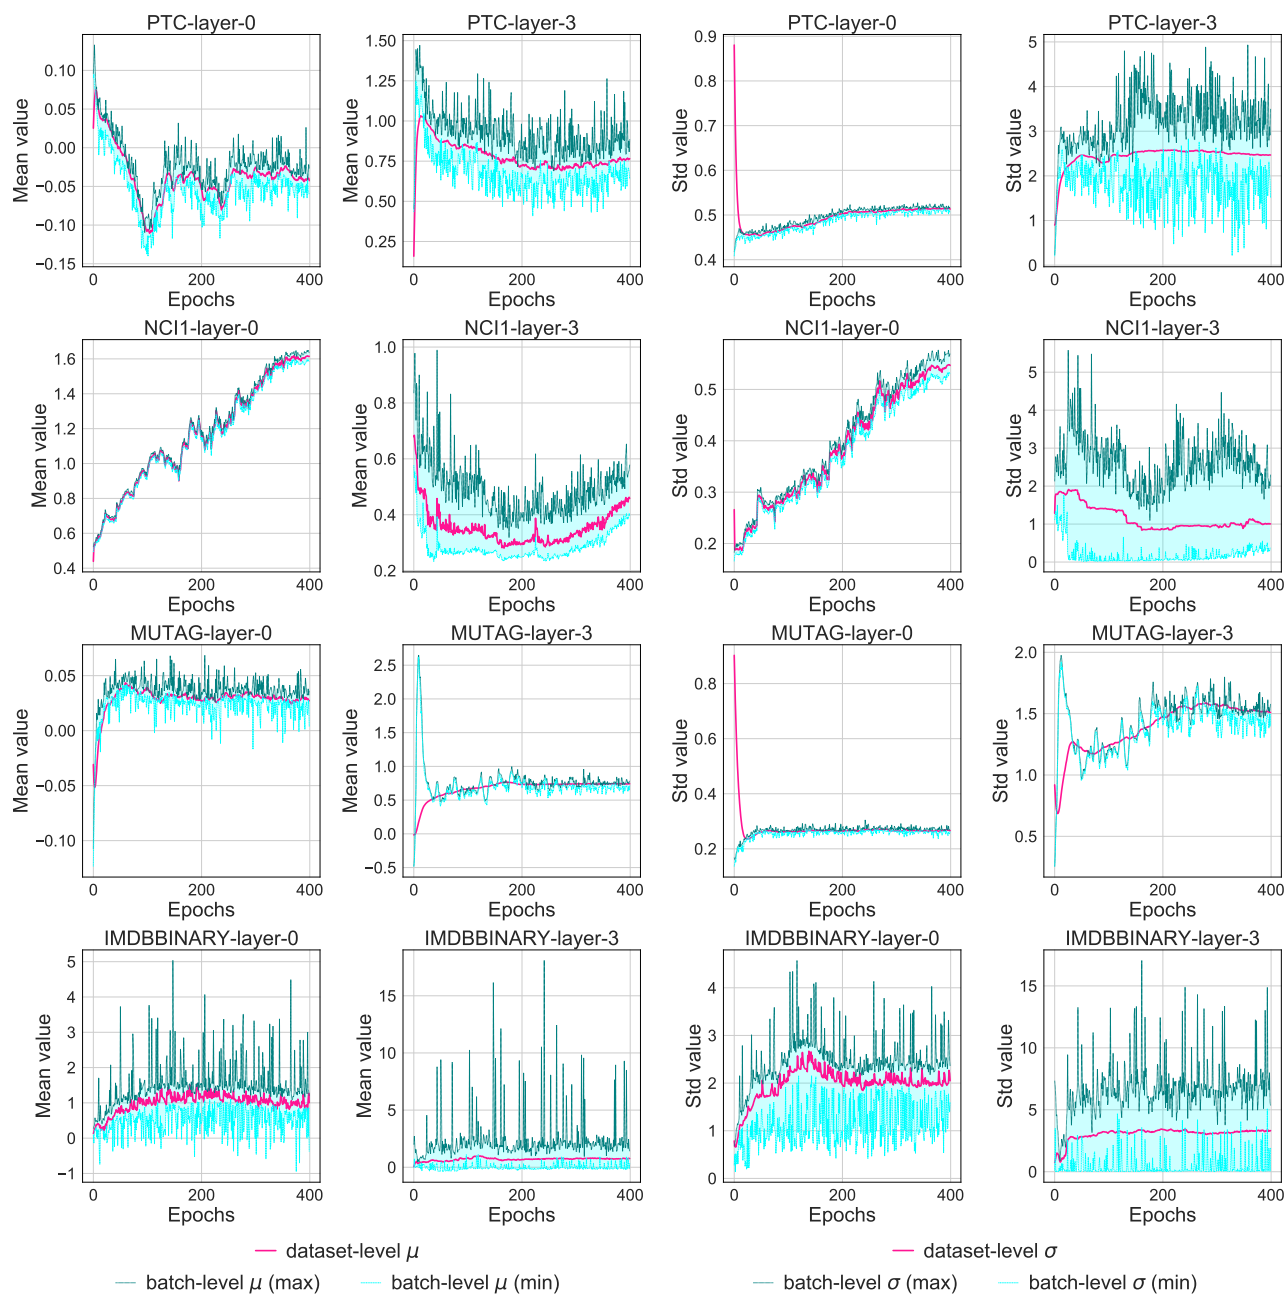 PTC-layer-0
Mean value
0.10
0.05
0.00
−0.05
−0.10
−0.15
0
200
400
Epochs
PTC-layer-3
Mean value
1.50
1.25
1.00
0.75
0.50
0.25
0
200
400
Epochs
PTC-layer-0
Std value
0.9
0.8
0.7
0.6
0.5
0.4
0
200
400
Epochs
PTC-layer-3
Std value
5
4
3
2
1
0
0
200
400
Epochs
NCI1-layer-0
Mean value
1.6
1.4
1.2
1.0
0.8
0.6
0.4
0
200
400
Epochs
NCI1-layer-3
Mean value
1.0
0.8
0.6
0.4
0.2
0
200
400
Epochs
NCI1-layer-0
Std value
0.5
0.4
0.3
0.2
0
200
400
Epochs
NCI1-layer-3
Std value
5
4
3
2
1
0
0
200
400
Epochs
MUTAG-layer-0
Mean value
0.05
0.00
−0.05
−0.10
0
200
400
Epochs
MUTAG-layer-3
Mean value
2.5
2.0
1.5
1.0
0.5
0.0
−0.5
0
200
400
Epochs
MUTAG-layer-0
Std value
0.8
0.6
0.4
0.2
0
200
400
Epochs
MUTAG-layer-3
Std value
2.0
1.5
1.0
0.5
0
200
400
Epochs
IMDBBINARY-layer-0
Mean value
5
4
3
2
1
0
−1
0
200
400
Epochs
IMDBBINARY-layer-3
Mean value
15
10
5
0
0
200
400
Epochs
IMDBBINARY-layer-0
Std value
4
3
2
1
0
0
200
400
Epochs
IMDBBINARY-layer-3
Std value
15
10
5
0
0
200
400
Epochs
dataset-level μ
batch-level μ (max)
batch-level μ (min)
dataset-level σ
batch-level σ (max)
batch-level σ (min)